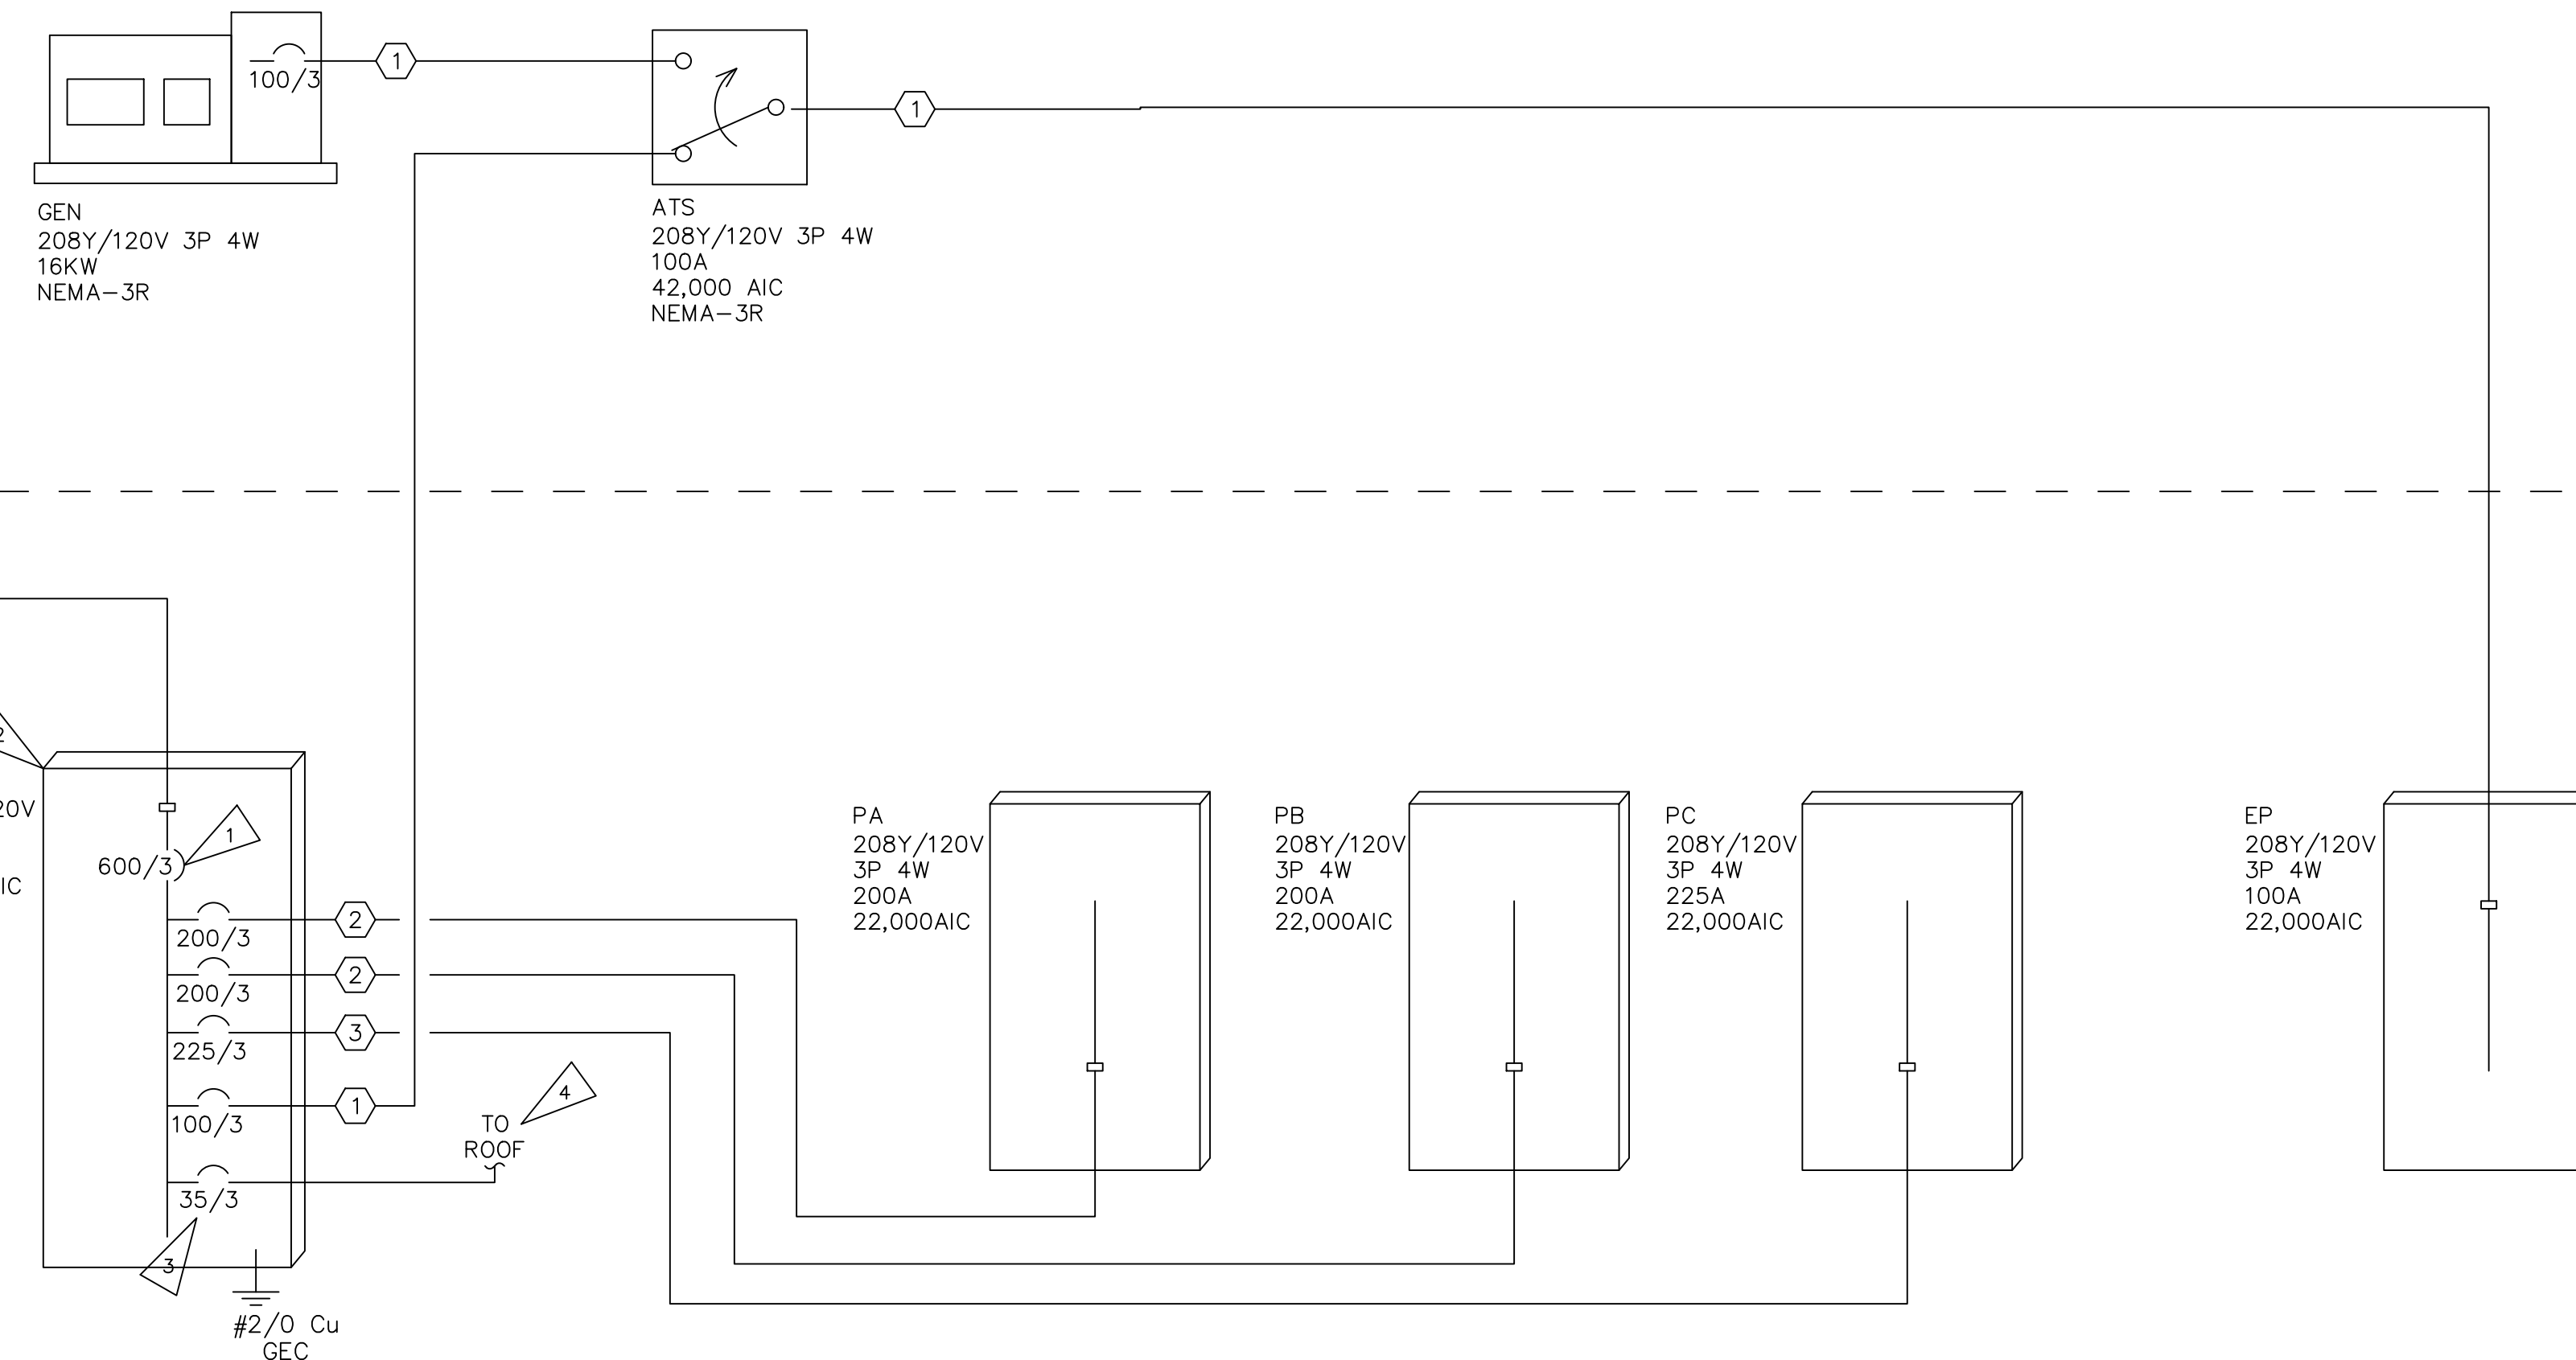 100/3
1
GEN
208Y/120V 3P 4W
16KW
NEMA-3R
ATS
208Y/120V 3P 4W
100A
42,000 AIC
NEMA-3R
1
2
20V
IC
1
600/3
200/3
2
200/3
2
225/3
3
100/3
1
35/3
3
TO
ROOF
4
#2/0 Cu
GEC
PA
208Y/120V
3P 4W
200A
22,000AIC
PB
208Y/120V
3P 4W
200A
22,000AIC
PC
208Y/120V
3P 4W
225A
22,000AIC
EP
208Y/120V
3P 4W
100A
22,000AIC